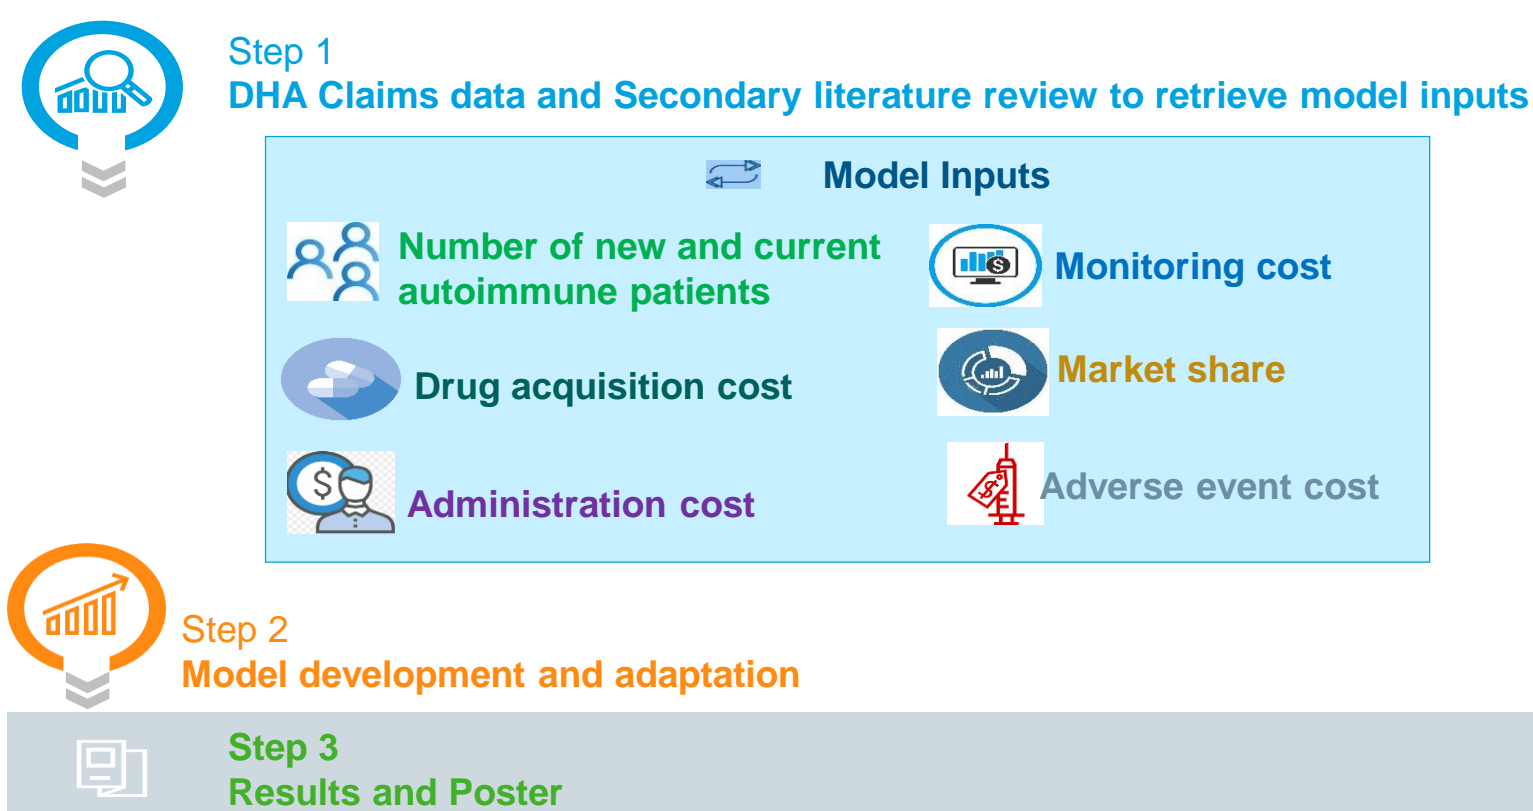 Step 1
DHA Claims data and Secondary literature review to retrieve model inputs
Model Inputs
Number of new and current
autoimmune patients
Monitoring cost
Drug acquisition cost
Market share
$
Administration cost
$
Adverse event cost
Step 2
Model development and adaptation
Step 3
Results and Poster